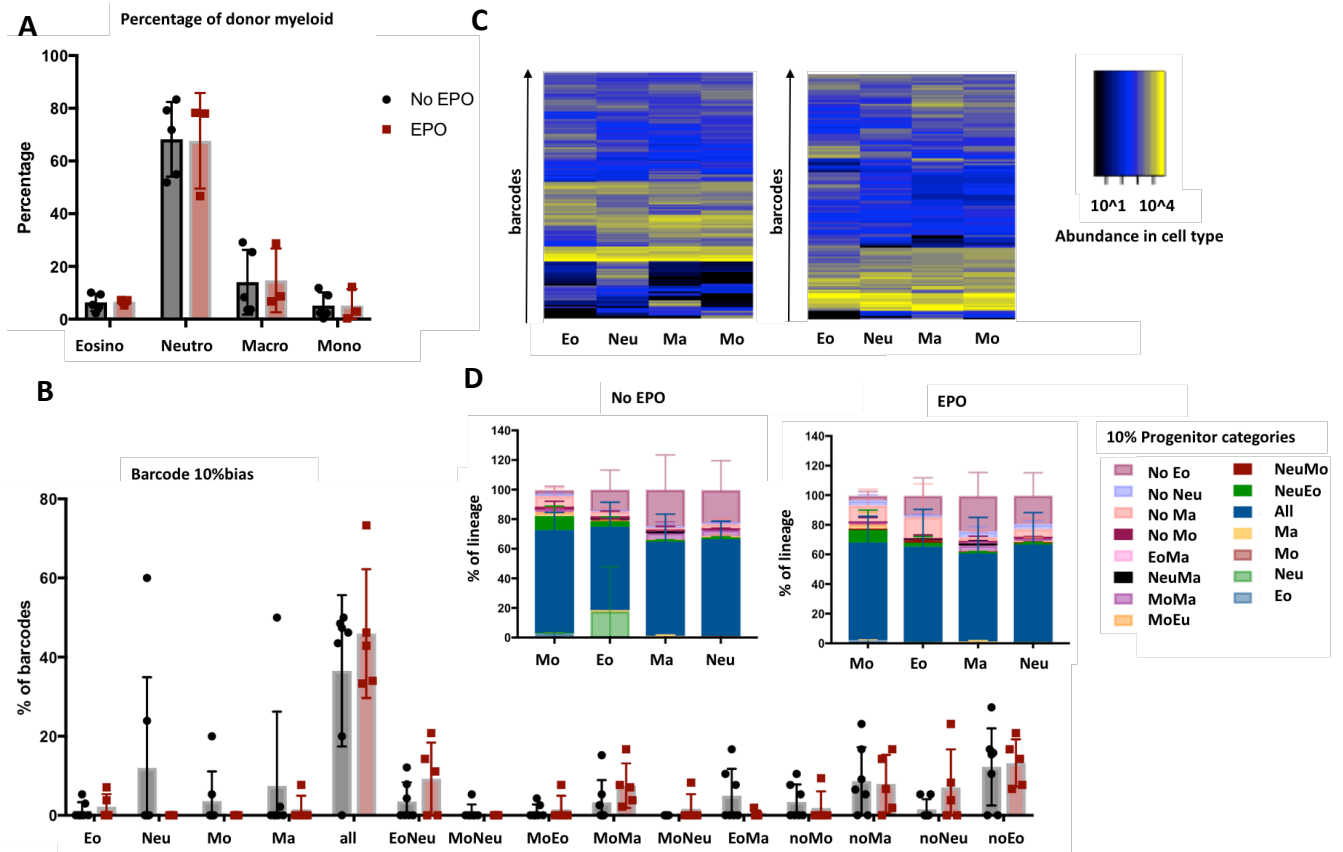 A
Percentage of donor myeloid
100
80
60
40
20
0
Percentage
No EPO
EPO
Eosino Neutro Macro Mono
C
barcodes
Eo Neu Ma Mo
barcodes
Eo Neu Ma Mo
10^1 10^4
Abundance in cell type
B
Barcode 10%bias
80
60
40
20
0
% of barcodes
Eo Neu Mo Ma all EoNeu MoNeu MoEo MoMa MoNeu EoMa noMo noMa noNeu noEo
D
No EPO
140
120
100
80
60
40
20
0
% of lineage
Mo Eo Ma Neu
EPO
140
120
100
80
60
40
20
0
% of lineage
Mo Eo Ma Neu
10% Progenitor categories
No Eo
No Neu
No Ma
No Mo
EoMa
NeuMa
MoMa
MoEu
NeuMo
NeuEo
All
Ma
Mo
Neu
Eo